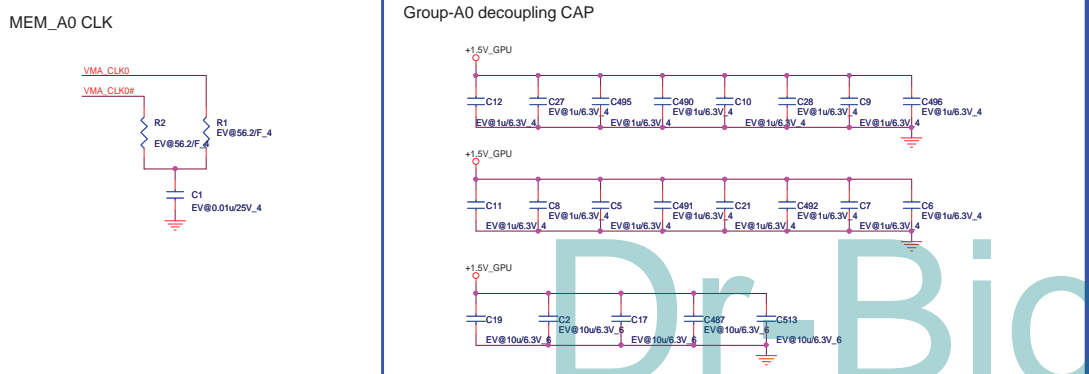 MEM_A0 CLK
VMA_CLK0
VMA_CLK0#
R2
EV@56.2/F_4
R1
EV@56.2/F_4
C1
EV@0.01u/25V_4
Group-A0 decoupling CAP
+1.5V_GPU
C12 C27 C495 C490 C10 C28 C9 C496
EV@1u/6.3V_4 EV@1u/6.3V_4 EV@1u/6.3V_4 EV@1u/6.3V_4
EV@1u/6.3V_4 EV@1u/6.3V_4 EV@1u/6.3V_4 EV@1u/6.3V_4
+1.5V_GPU
C11 C8 C5 C491 C21 C492 C7 C6
EV@1u/6.3V_4 EV@1u/6.3V_4 EV@1u/6.3V_4 EV@1u/6.3V_4
EV@1u/6.3V_4 EV@1u/6.3V_4 EV@1u/6.3V_4 EV@1u/6.3V_4
+1.5V_GPU
C19 C2 C17 C487 C513
EV@10u/6.3V_6 EV@10u/6.3V_6
EV@10u/6.3V_6 EV@10u/6.3V_6 EV@10u/6.3V_6
Dr-Bio